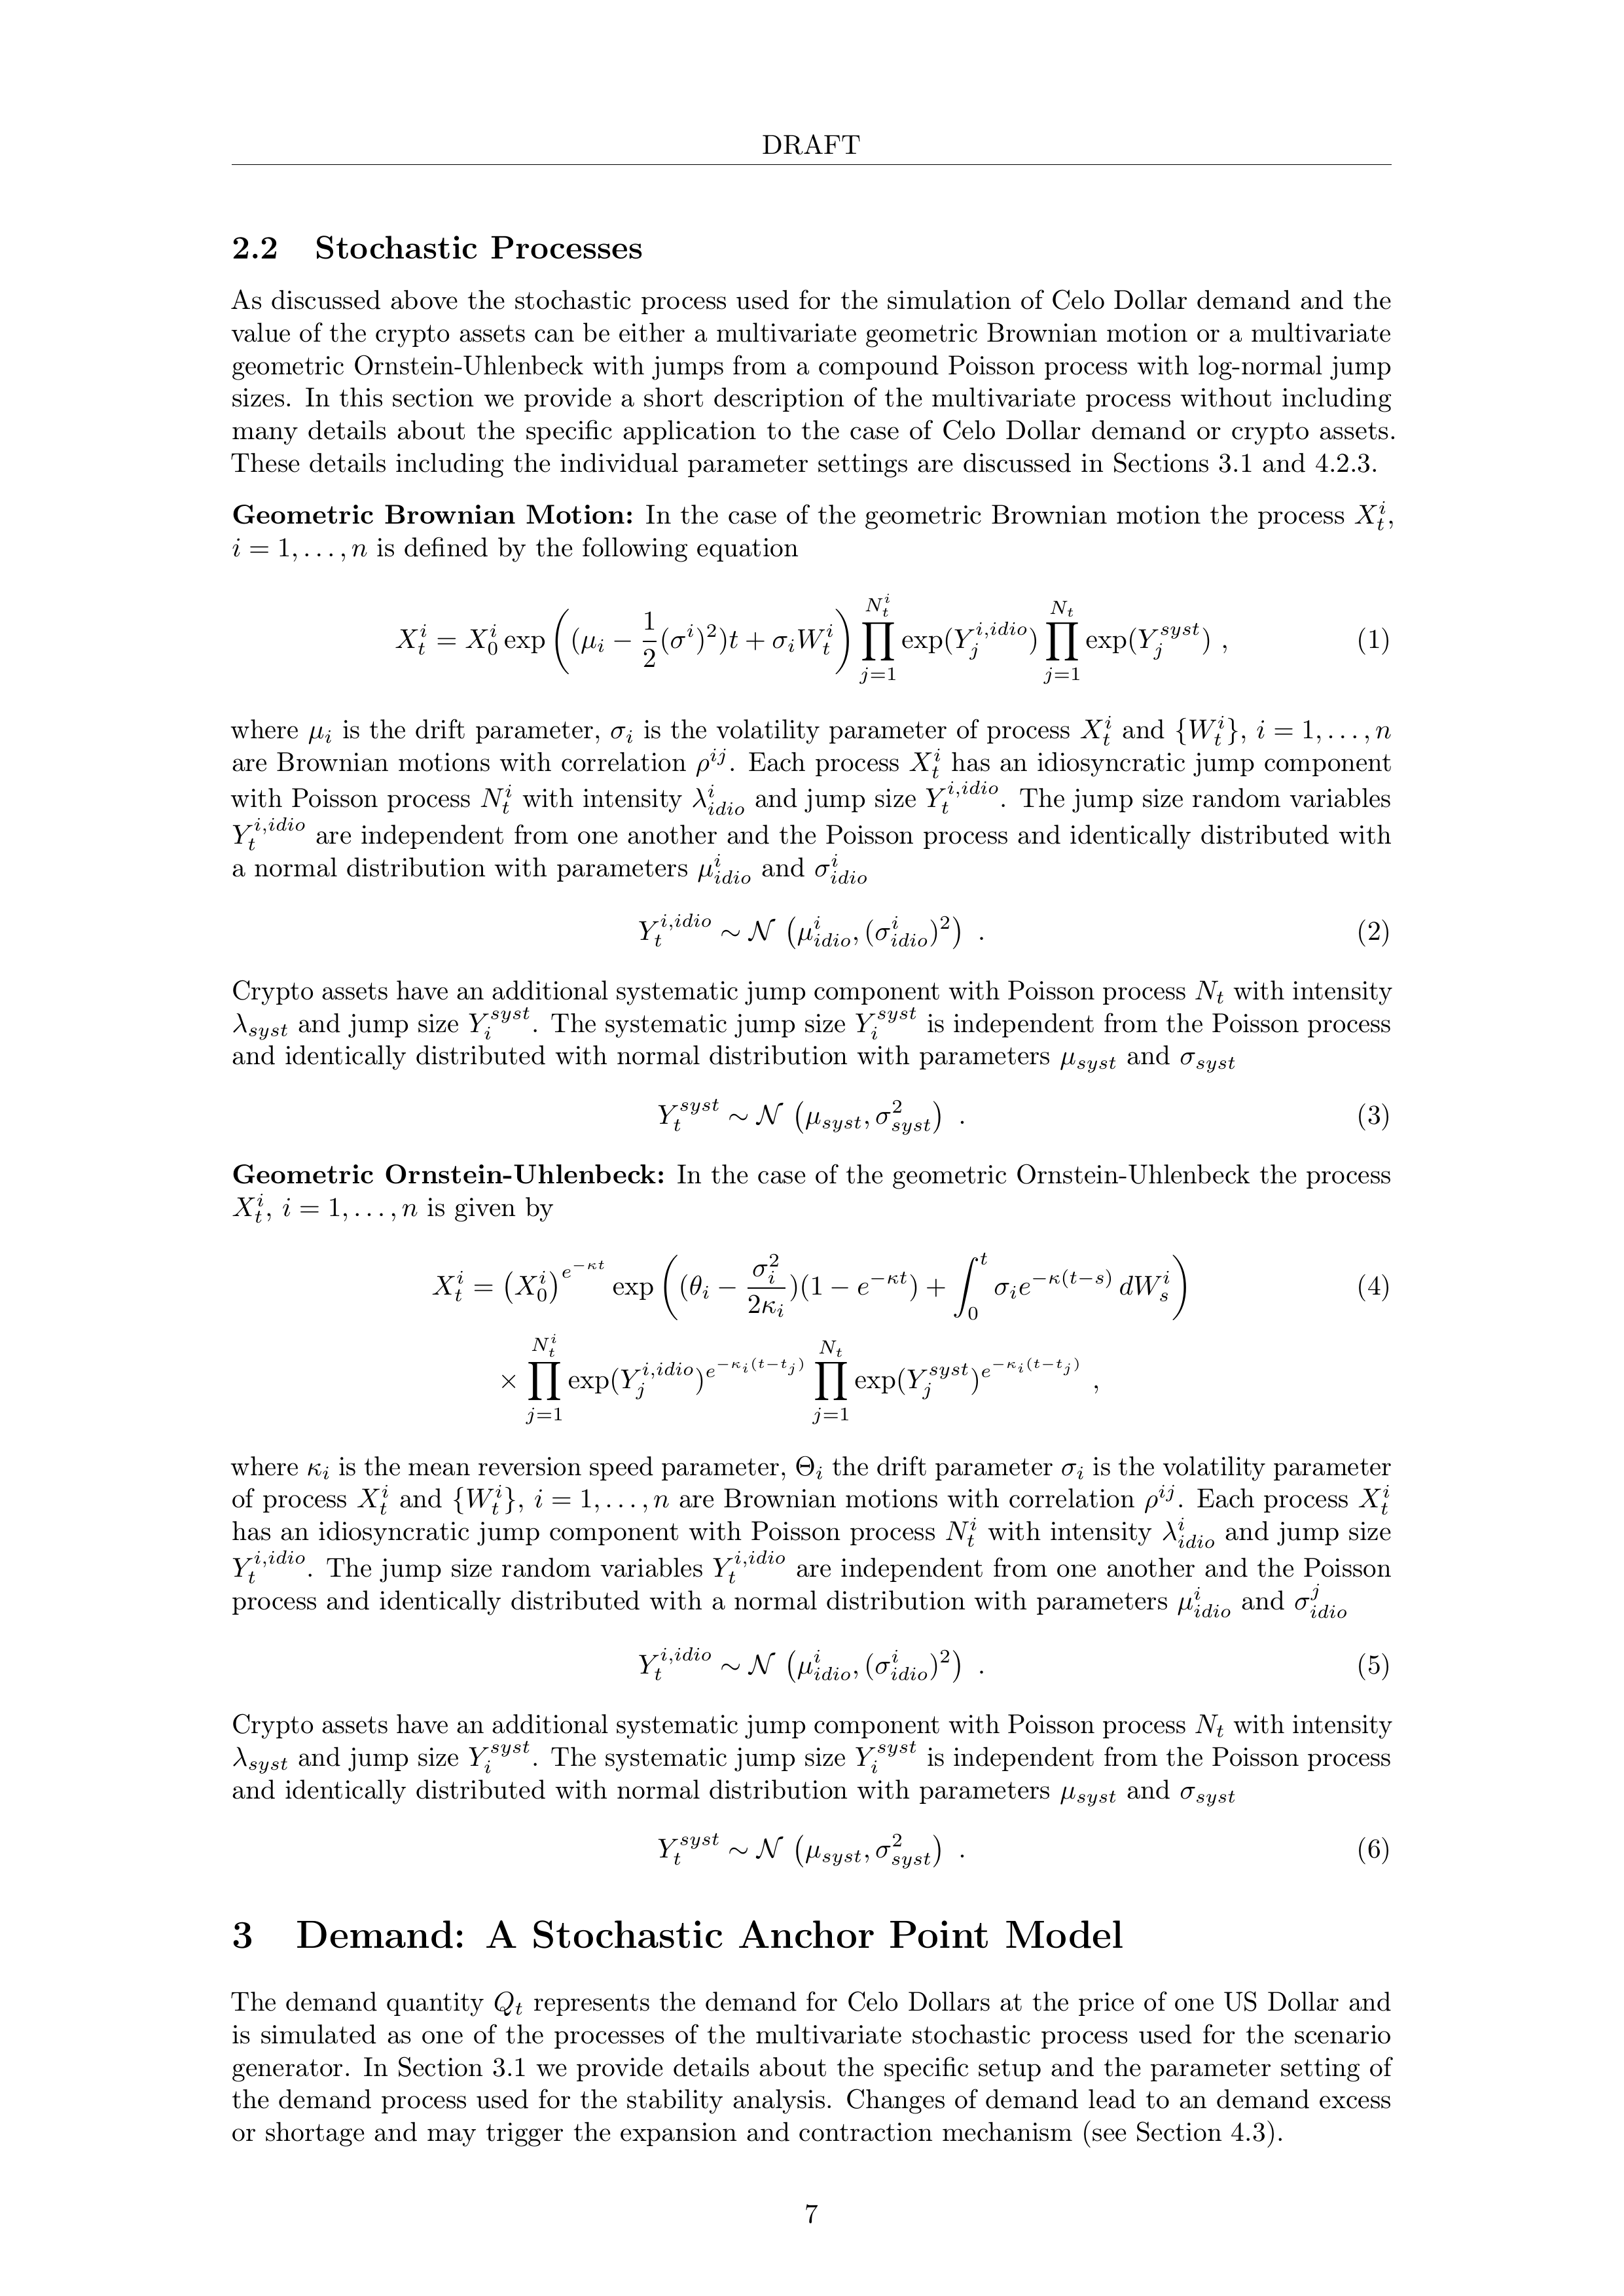 DRAFT
2.2 Stochastic Processes
As discussed above the stochastic process used for the simulation of Celo Dollar demand and the
value of the crypto assets can be either a multivariate geometric Brownian motion or a multivariate
geometric Ornstein-Uhlenbeck with jumps from a compound Poisson process with log-normal jump
sizes. In this section we provide a short description of the multivariate process without including
many details about the specific application to the case of Celo Dollar demand or crypto assets.
These details including the individual parameter settings are discussed in Sections 3.1 and 4.2.3.
Geometric Brownian Motion: In the case of the geometric Brownian motion the process $X_t^i$,
$i = 1, \ldots, n$ is defined by the following equation
$X_t^i = X_0^i \exp\left((\mu_i - \frac{1}{2}(\sigma^i)^2)t + \sigma_i W_t^i\right) \prod_{j=1}^{N_t^i} \exp(Y_j^{i,idio}) \prod_{j=1}^{N_t} \exp(Y_j^{syst})$ , (1)
where $\mu_i$ is the drift parameter, $\sigma_i$ is the volatility parameter of process $X_t^i$ and $\{W_t^i\}$, $i = 1, \ldots, n$
are Brownian motions with correlation $\rho^{ij}$. Each process $X_t^i$ has an idiosyncratic jump component
with Poisson process $N_t^i$ with intensity $\lambda_{idio}^i$ and jump size $Y_t^{i,idio}$. The jump size random variables
$Y_t^{i,idio}$ are independent from one another and the Poisson process and identically distributed with
a normal distribution with parameters $\mu_{idio}^i$ and $\sigma_{idio}^i$
$Y_t^{i,idio} \sim \mathcal{N}\left(\mu_{idio}^i, (\sigma_{idio}^i)^2\right)$ . (2)
Crypto assets have an additional systematic jump component with Poisson process $N_t$ with intensity
$\lambda_{syst}$ and jump size $Y_i^{syst}$. The systematic jump size $Y_i^{syst}$ is independent from the Poisson process
and identically distributed with normal distribution with parameters $\mu_{syst}$ and $\sigma_{syst}$
$Y_t^{syst} \sim \mathcal{N}\left(\mu_{syst}, \sigma_{syst}^2\right)$ . (3)
Geometric Ornstein-Uhlenbeck: In the case of the geometric Ornstein-Uhlenbeck the process
$X_t^i$, $i = 1, \ldots, n$ is given by
$X_t^i = \left(X_0^i\right)^{e^{-\kappa t}} \exp\left((\theta_i - \frac{\sigma_i^2}{2\kappa_i})(1 - e^{-\kappa t}) + \int_0^t \sigma_i e^{-\kappa(t-s)} \, dW_s^i\right)$ (4)
$\times \prod_{j=1}^{N_t^i} \exp(Y_j^{i,idio})^{e^{-\kappa_i(t-t_j)}} \prod_{j=1}^{N_t} \exp(Y_j^{syst})^{e^{-\kappa_i(t-t_j)}}$ ,
where $\kappa_i$ is the mean reversion speed parameter, $\Theta_i$ the drift parameter $\sigma_i$ is the volatility parameter
of process $X_t^i$ and $\{W_t^i\}$, $i = 1, \ldots, n$ are Brownian motions with correlation $\rho^{ij}$. Each process $X_t^i$
has an idiosyncratic jump component with Poisson process $N_t^i$ with intensity $\lambda_{idio}^i$ and jump size
$Y_t^{i,idio}$. The jump size random variables $Y_t^{i,idio}$ are independent from one another and the Poisson
process and identically distributed with a normal distribution with parameters $\mu_{idio}^i$ and $\sigma_{idio}^j$
$Y_t^{i,idio} \sim \mathcal{N}\left(\mu_{idio}^i, (\sigma_{idio}^i)^2\right)$ . (5)
Crypto assets have an additional systematic jump component with Poisson process $N_t$ with intensity
$\lambda_{syst}$ and jump size $Y_i^{syst}$. The systematic jump size $Y_i^{syst}$ is independent from the Poisson process
and identically distributed with normal distribution with parameters $\mu_{syst}$ and $\sigma_{syst}$
$Y_t^{syst} \sim \mathcal{N}\left(\mu_{syst}, \sigma_{syst}^2\right)$ . (6)
3 Demand: A Stochastic Anchor Point Model
The demand quantity $Q_t$ represents the demand for Celo Dollars at the price of one US Dollar and
is simulated as one of the processes of the multivariate stochastic process used for the scenario
generator. In Section 3.1 we provide details about the specific setup and the parameter setting of
the demand process used for the stability analysis. Changes of demand lead to an demand excess
or shortage and may trigger the expansion and contraction mechanism (see Section 4.3).
7